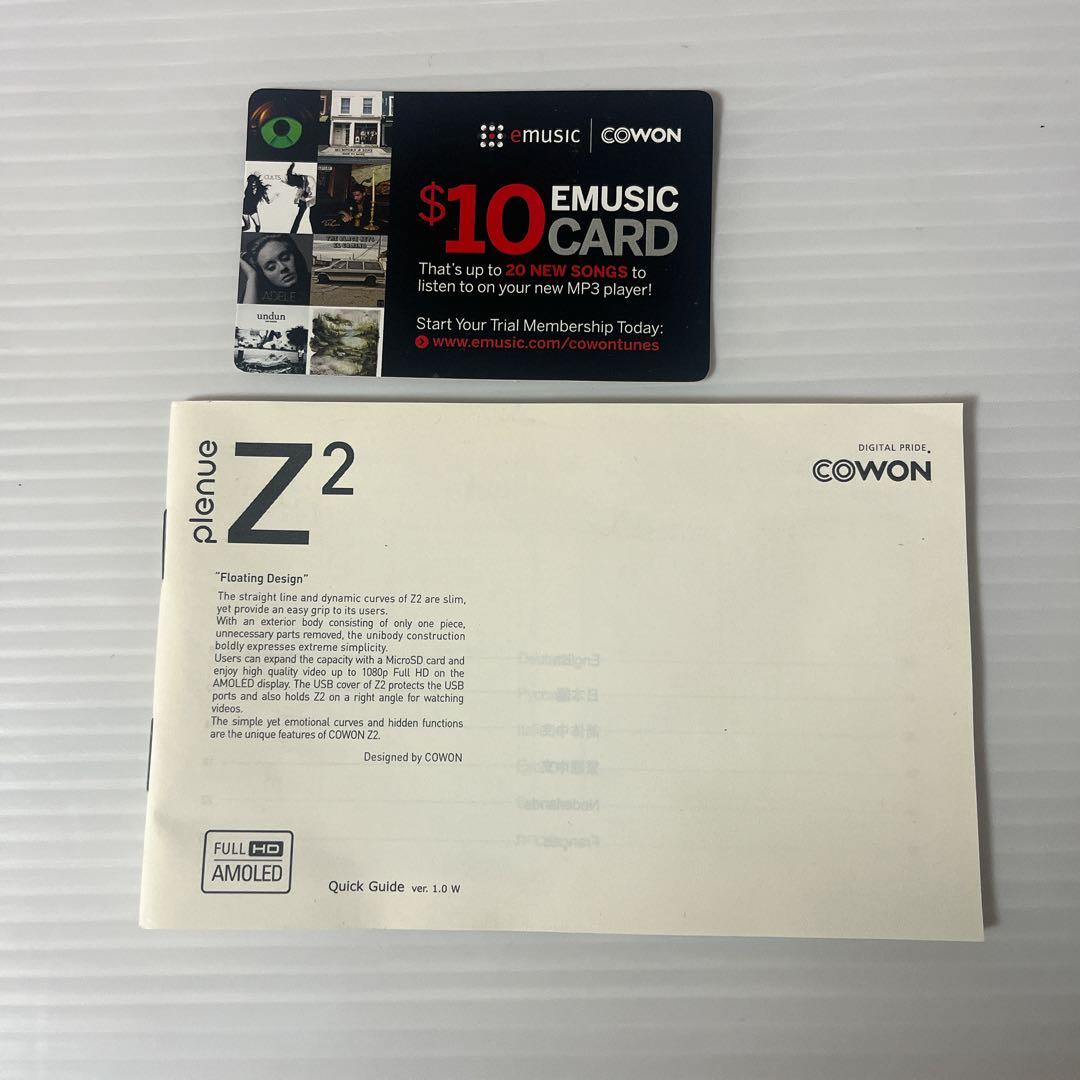 emusic | COWON
$10 EMUSIC CARD
That's up to 20 NEW SONGS to
listen to on your new MP3 player!
Start Your Trial Membership Today:
www.emusic.com/cowontunes
CULTS
ADELE
THE BLACK KEYS
EL CAMINO
undun
plenue
Z2
DIGITAL PRIDE.
COWON
"Floating Design"
The straight line and dynamic curves of Z2 are slim,
yet provide an easy grip to its users.
With an exterior body consisting of only one piece,
unnecessary parts removed, the unibody construction
boldly expresses extreme simplicity.
Users can expand the capacity with a MicroSD card and
enjoy high quality video up to 1080p Full HD on the
AMOLED display. The USB cover of Z2 protects the USB
ports and also holds Z2 on a right angle for watching
videos.
The simple yet emotional curves and hidden functions
are the unique features of COWON Z2.
Designed by COWON
FULL HD
AMOLED
Quick Guide ver. 1.0 W